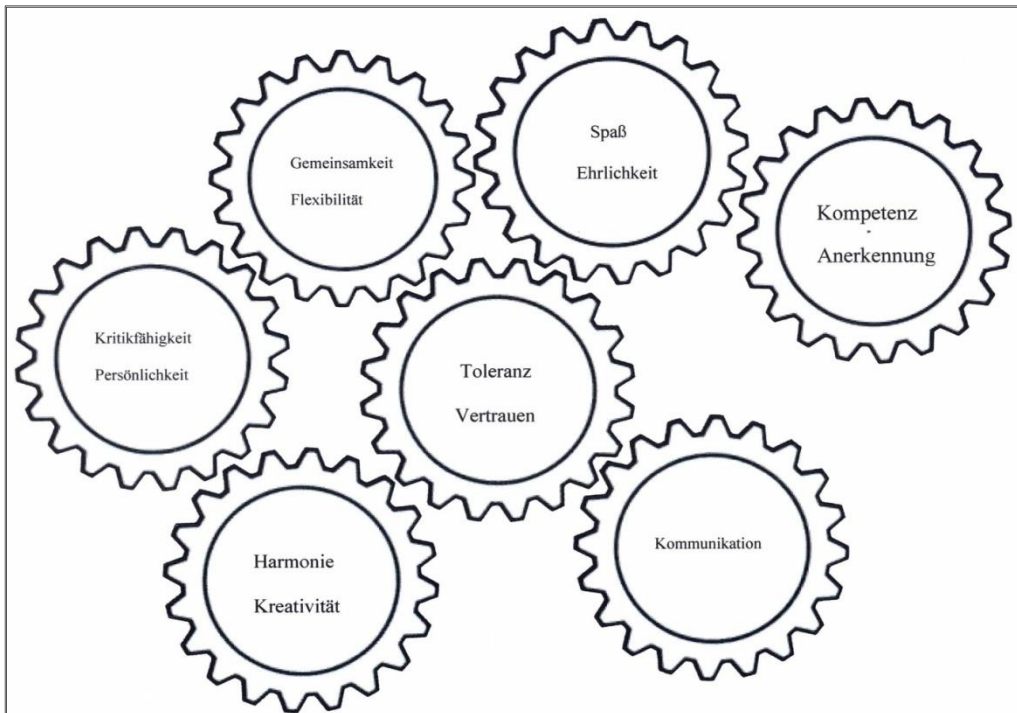 Gemeinsamkeit
Flexibilität
Spaß
Ehrlichkeit
Kompetenz
Anerkennung
Kritikfähigkeit
Persönlichkeit
Toleranz
Vertrauen
Harmonie
Kreativität
Kommunikation